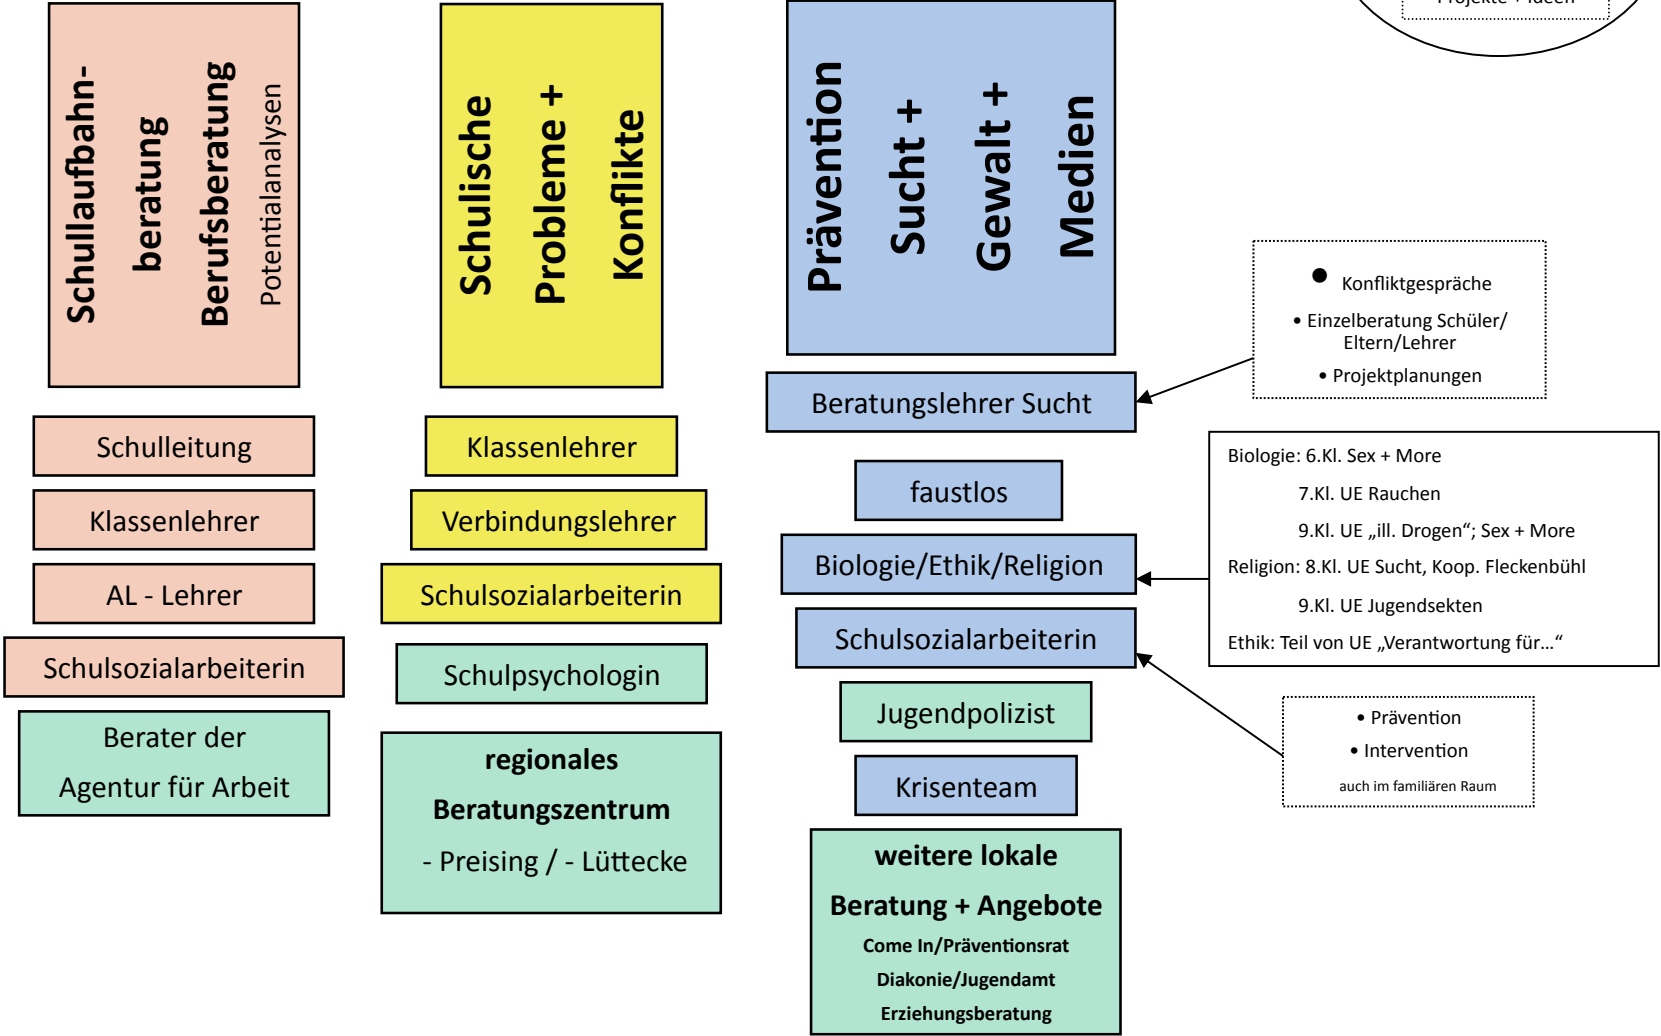 Projekte + Ideen
Schullaufbahn-
beratung
Berufsberatung
Potentialanalysen
Schulleitung
Klassenlehrer
AL - Lehrer
Schulsozialarbeiterin
Berater der
Agentur für Arbeit
Schulische
Probleme +
Konflikte
Klassenlehrer
Verbindungslehrer
Schulsozialarbeiterin
Schulpsychologin
regionales
Beratungszentrum
- Preising / - Lüttecke
Prävention
Sucht +
Gewalt +
Medien
Beratungslehrer Sucht
faustlos
Biologie/Ethik/Religion
Schulsozialarbeiterin
Jugendpolizist
Krisenteam
weitere lokale
Beratung + Angebote
Come In/Präventionsrat
Diakonie/Jugendamt
Erziehungsberatung
• Konfliktgespräche
• Einzelberatung Schüler/
Eltern/Lehrer
• Projektplanungen
Biologie: 6.Kl. Sex + More
7.Kl. UE Rauchen
9.Kl. UE „ill. Drogen“; Sex + More
Religion: 8.Kl. UE Sucht, Koop. Fleckenbühl
9.Kl. UE Jugendsekten
Ethik: Teil von UE „Verantwortung für…“
• Prävention
• Intervention
auch im familiären Raum